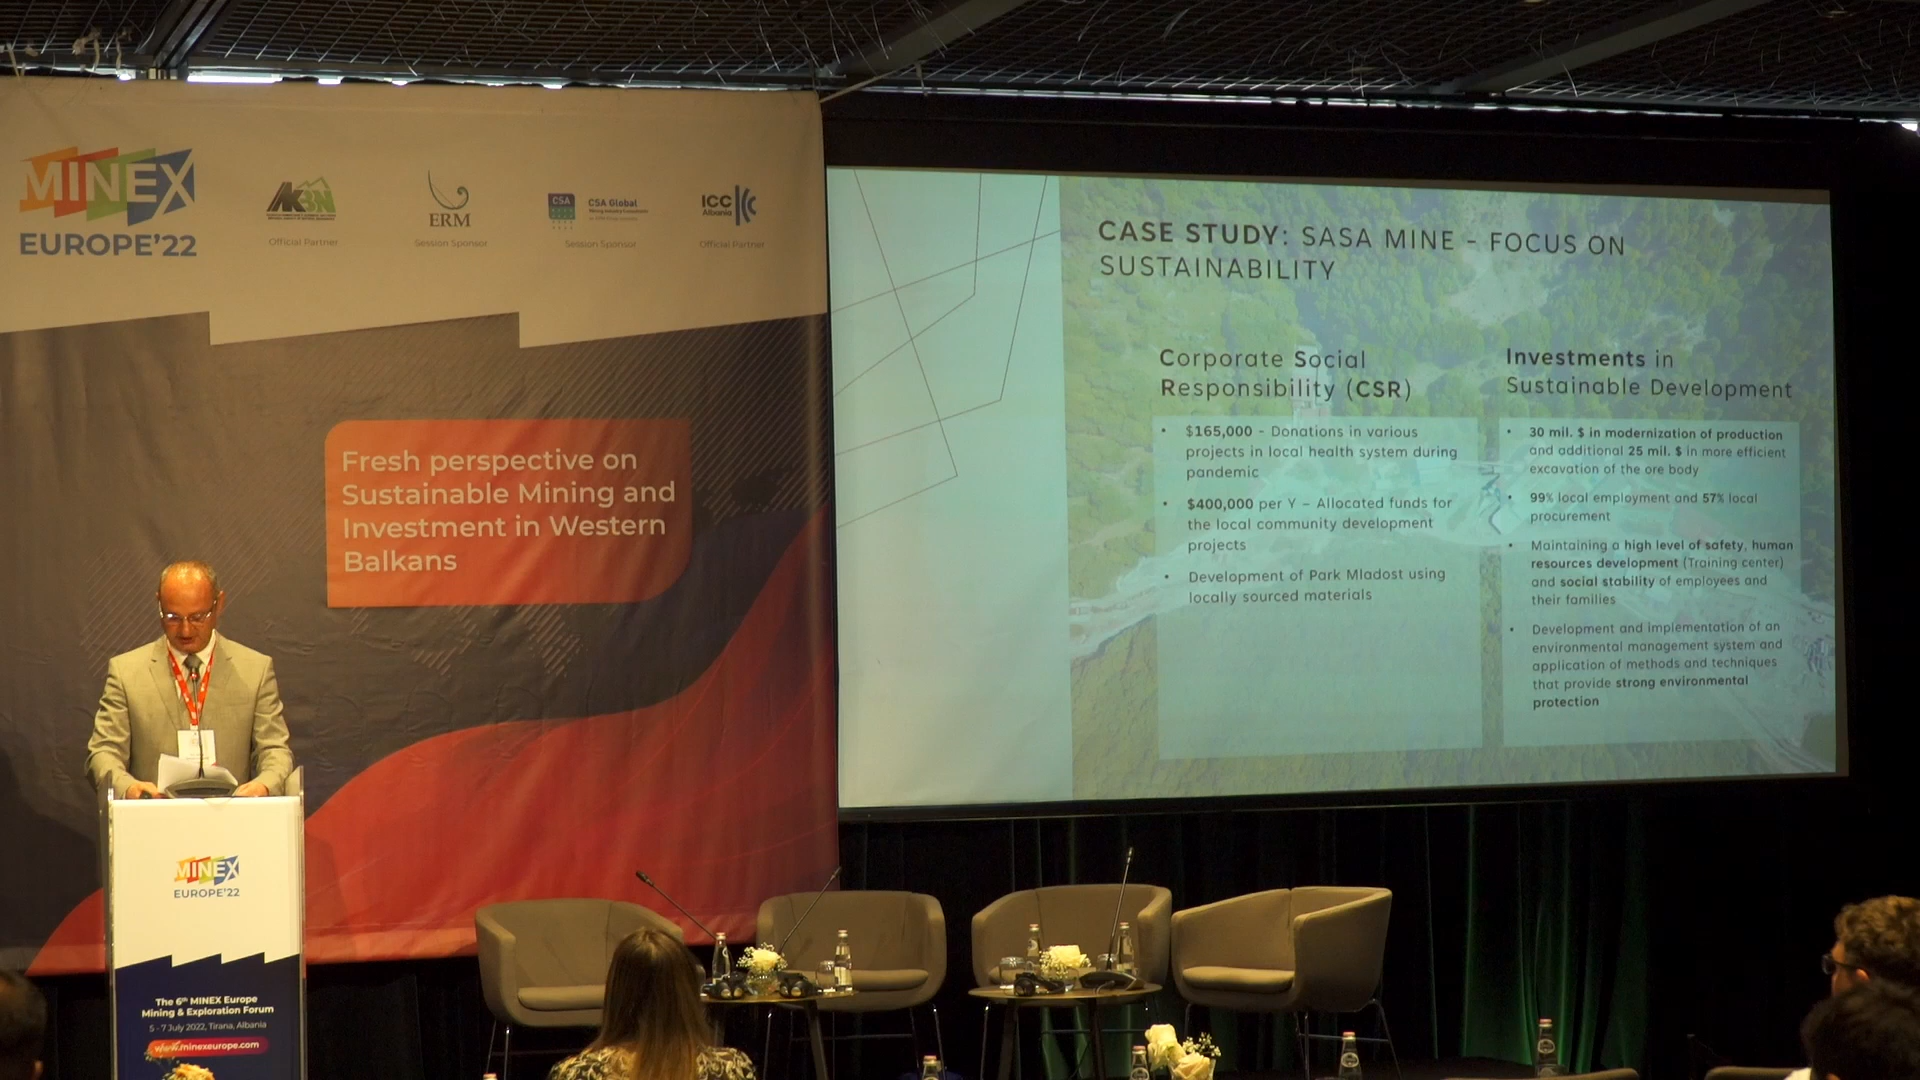 MINEX
EUROPE’22
AKBN
Official Partner
ERM
Session Sponsor
CSA
CSA Global
Mining Industry Consultants
Session Sponsor
ICC
Albania
Official Partner
Fresh perspective on
Sustainable Mining and
Investment in Western
Balkans
CASE STUDY: SASA MINE - FOCUS ON
SUSTAINABILITY
Corporate Social
Responsibility (CSR)
• $165,000 - Donations in various
projects in local health system during
pandemic
• $400,000 per Y – Allocated funds for
the local community development
projects
• Development of Park Mladost using
locally sourced materials
Investments in
Sustainable Development
• 30 mil. $ in modernization of production
and additional 25 mil. $ in more efficient
excavation of the ore body
• 99% local employment and 57% local
procurement
• Maintaining a high level of safety, human
resources development (Training center)
and social stability of employees and
their families
• Development and implementation of an
environmental management system and
application of methods and techniques
that provide strong environmental
protection
MINEX
EUROPE’22
The 6th MINEX Europe
Mining & Exploration Forum
5 - 7 July 2022, Tirana, Albania
www.minexeurope.com